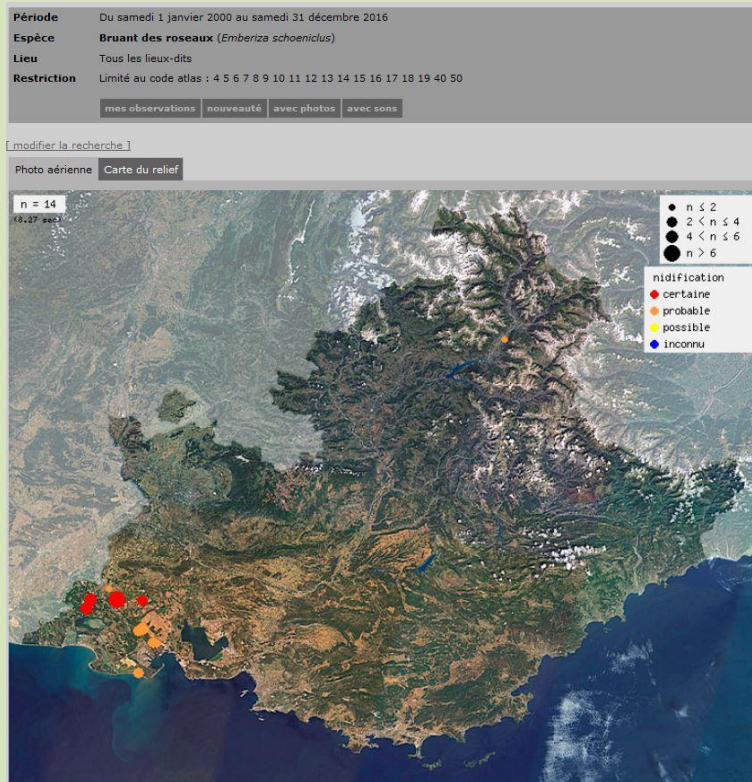 Période Du samedi 1 janvier 2000 au samedi 31 décembre 2016
Espèce Bruant des roseaux (Emberiza schoeniclus)
Lieu Tous les lieux-dits
Restriction Limité au code atlas : 4 5 6 7 8 9 10 11 12 13 14 15 16 17 18 19 40 50
mes observations nouveauté avec photos avec sons
[ modifier la recherche ]
Photo aérienne Carte du relief
n = 14
(8.27 sec)
n ≤ 2
2 < n ≤ 4
4 < n ≤ 6
n > 6
nidification
certaine
probable
possible
inconnu